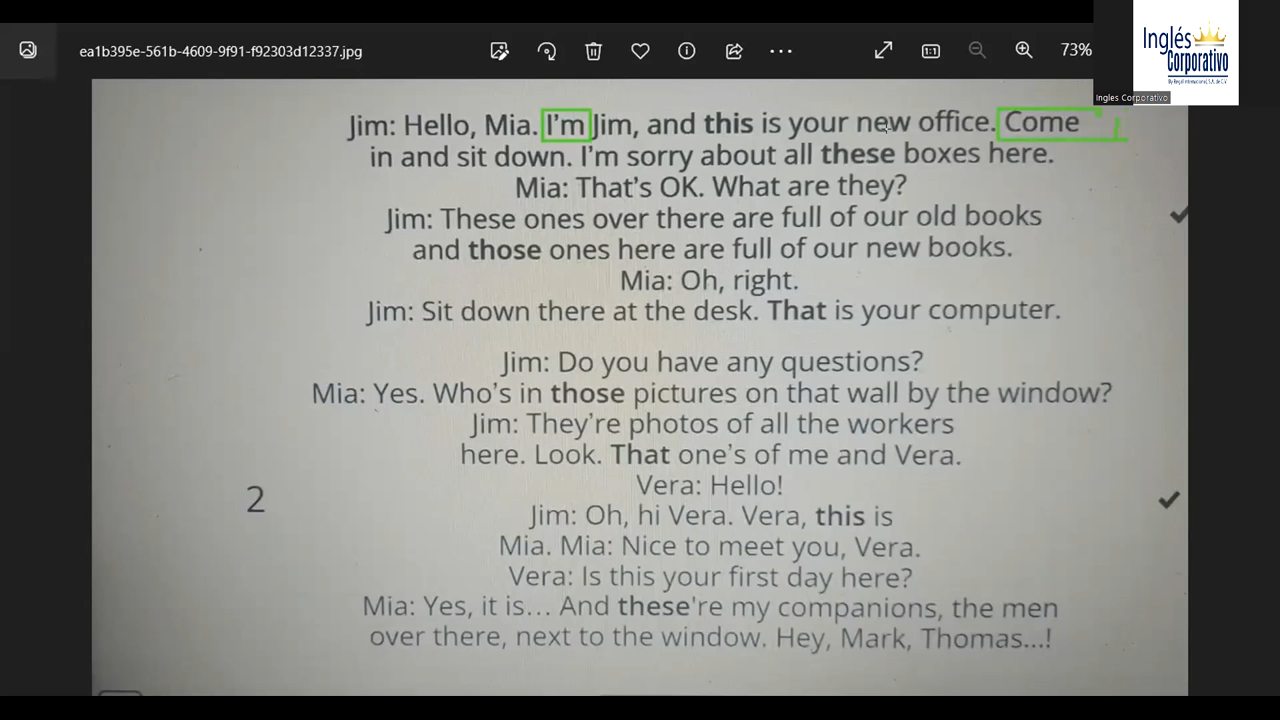 ea1b395e-561b-4609-9f91-f92303d12337.jpg
73%
Inglés
Corporativo
Ingles Corporativo
Jim: Hello, Mia. I'm Jim, and this is your new office. Come
in and sit down. I'm sorry about all these boxes here.
Mia: That's OK. What are they?
Jim: These ones over there are full of our old books
and those ones here are full of our new books.
Mia: Oh, right.
Jim: Sit down there at the desk. That is your computer.
Jim: Do you have any questions?
Mia: Yes. Who's in those pictures on that wall by the window?
Jim: They're photos of all the workers
here. Look. That one's of me and Vera.
Vera: Hello!
2
Jim: Oh, hi Vera. Vera, this is
Mia. Mia: Nice to meet you, Vera.
Vera: Is this your first day here?
Mia: Yes, it is... And these're my companions, the men
over there, next to the window. Hey, Mark, Thomas...!